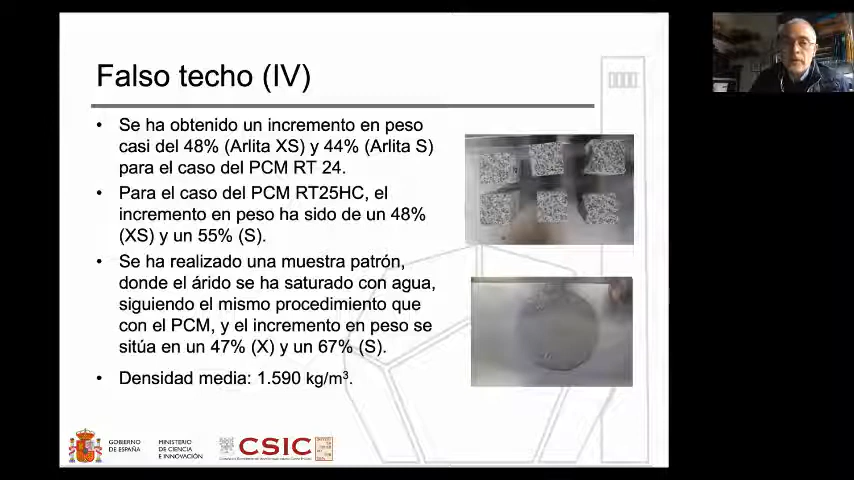 Falso techo (IV)
• Se ha obtenido un incremento en peso
casi del 48% (Arlita XS) y 44% (Arlita S)
para el caso del PCM RT 24.
• Para el caso del PCM RT25HC, el
incremento en peso ha sido de un 48%
(XS) y un 55% (S).
• Se ha realizado una muestra patrón,
donde el árido se ha saturado con agua,
siguiendo el mismo procedimiento que
con el PCM, y el incremento en peso se
sitúa en un 47% (X) y un 67% (S).
• Densidad media: 1.590 kg/m³.
GOBIERNO
DE ESPAÑA
MINISTERIO
DE CIENCIA
E INNOVACIÓN
CSIC